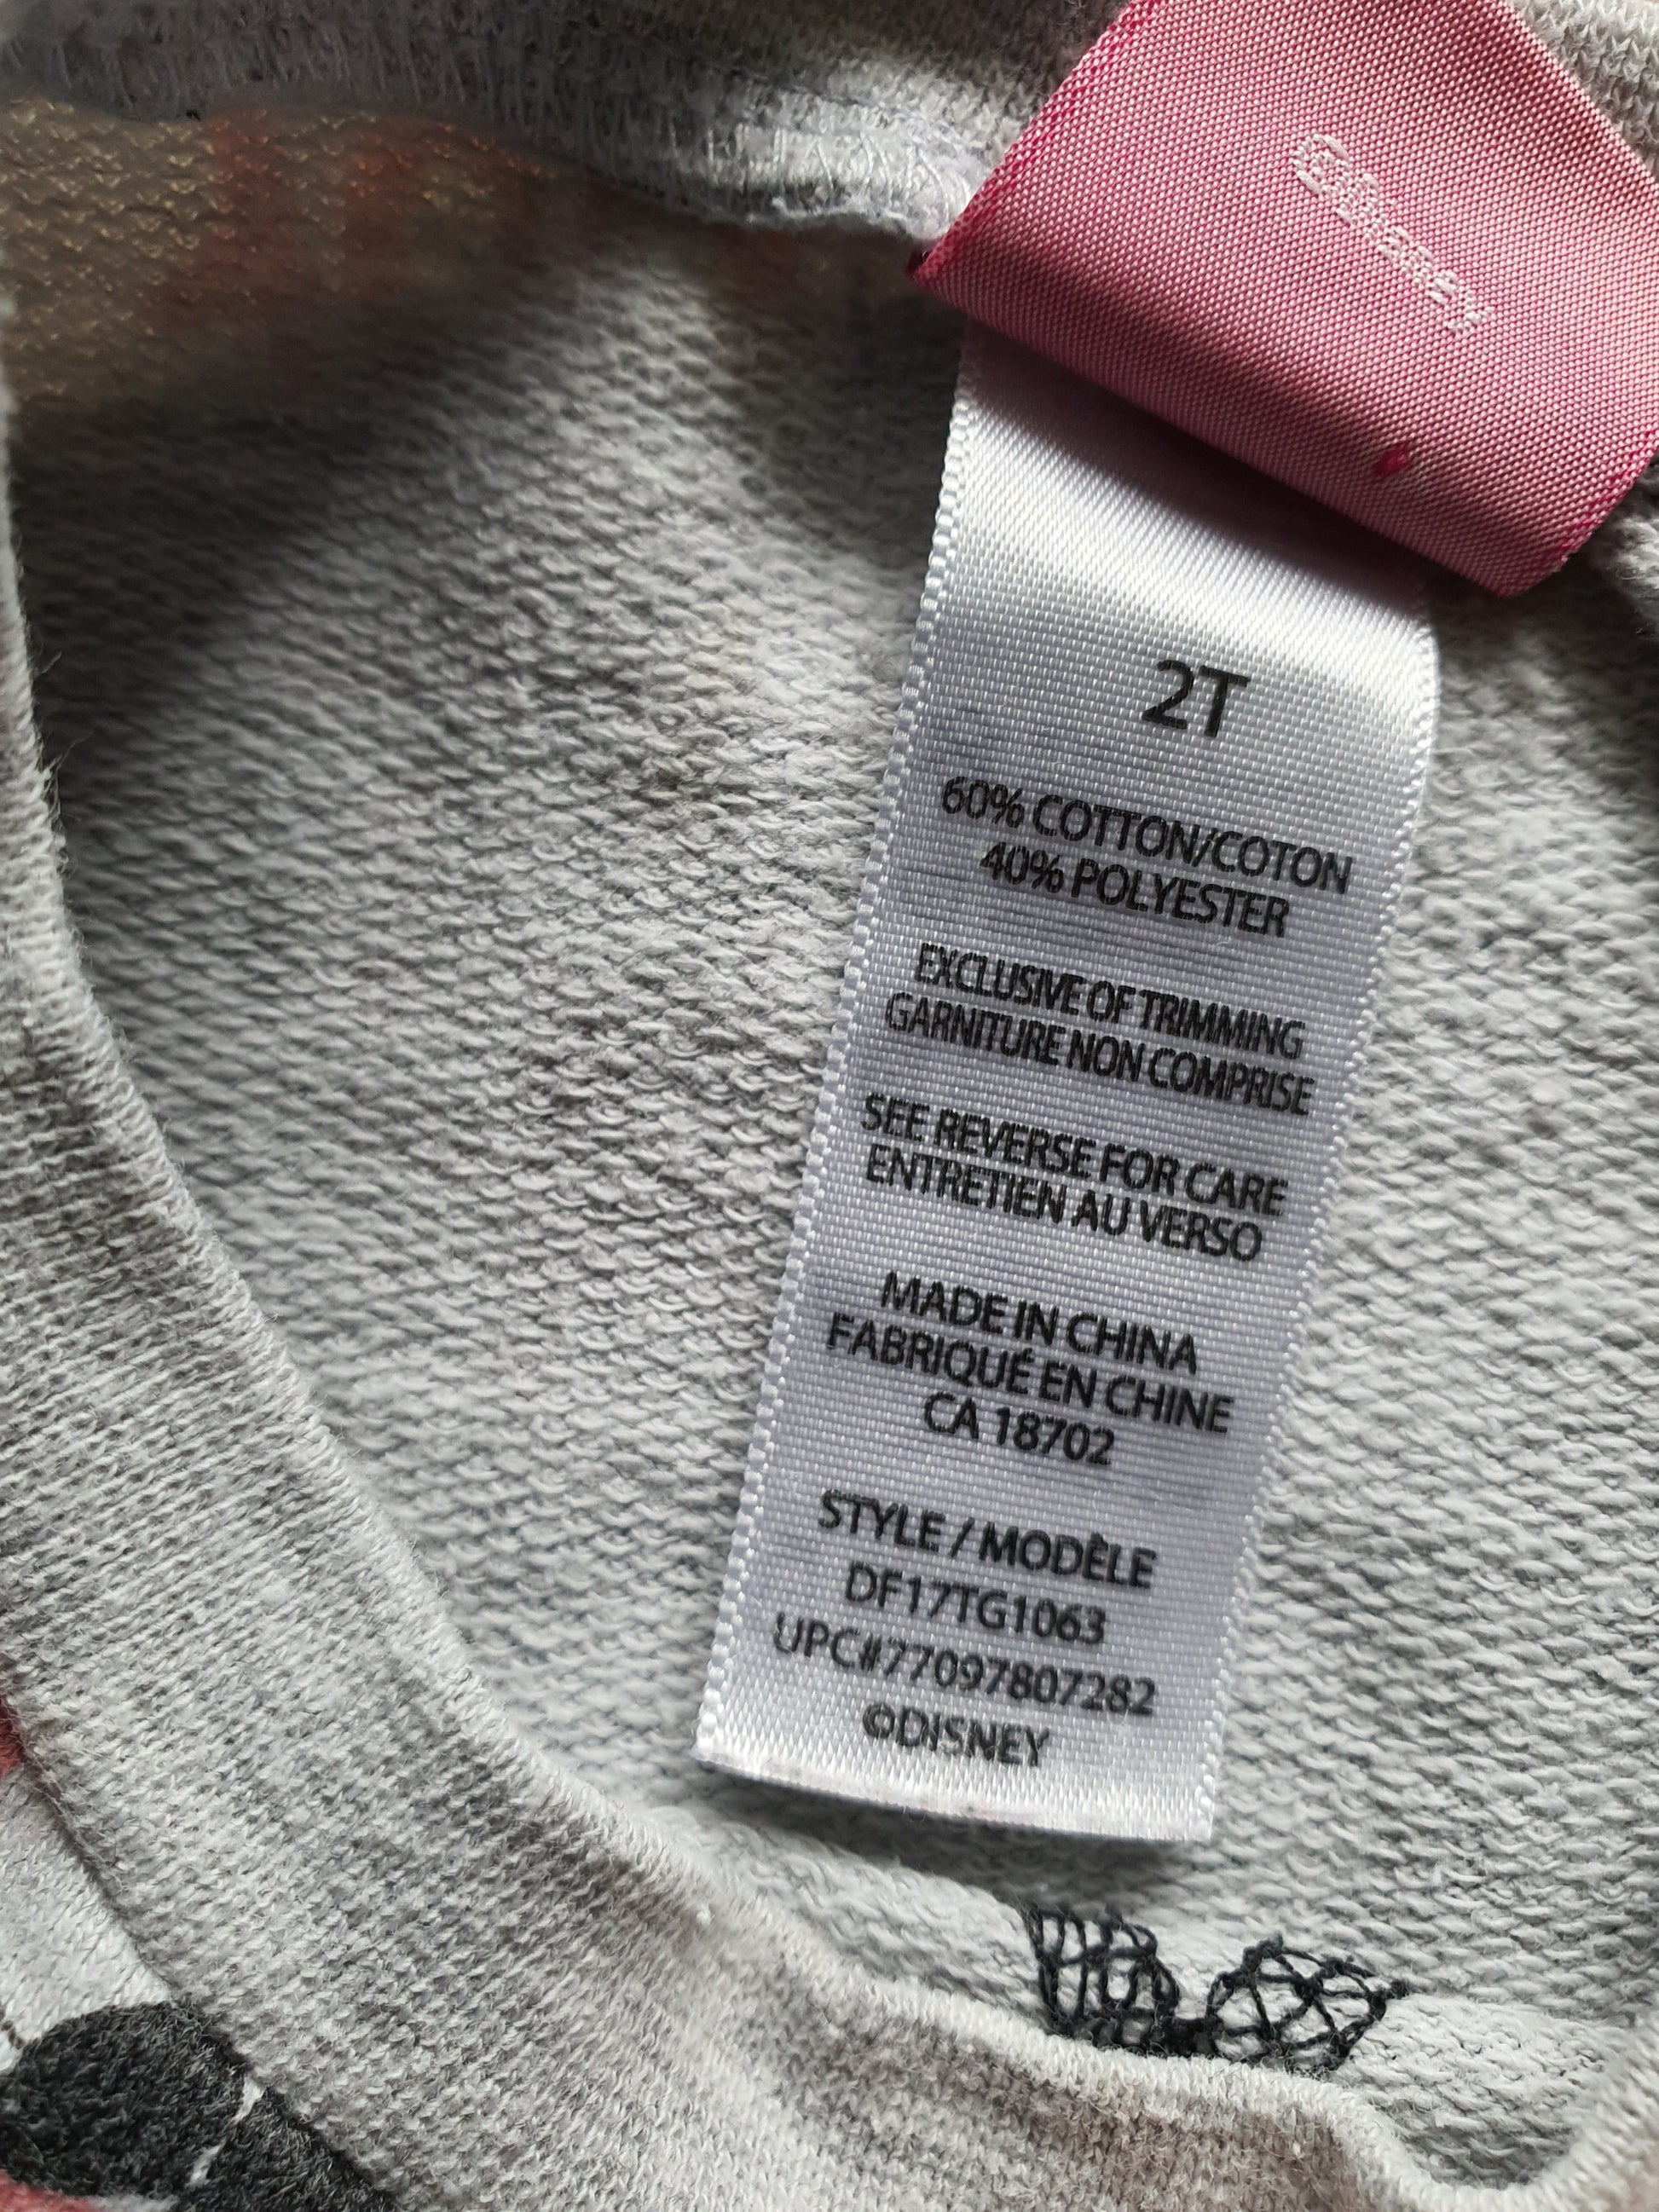 Disney
2T
60% COTTON/COTON
40% POLYESTER
EXCLUSIVE OF TRIMMING
GARNITURE NON COMPRISE
SEE REVERSE FOR CARE
ENTRETIEN AU VERSO
MADE IN CHINA
FABRIQUÉ EN CHINE
CA 18702
STYLE / MODÈLE
DF17TG1063
UPC#77097807282
©DISNEY